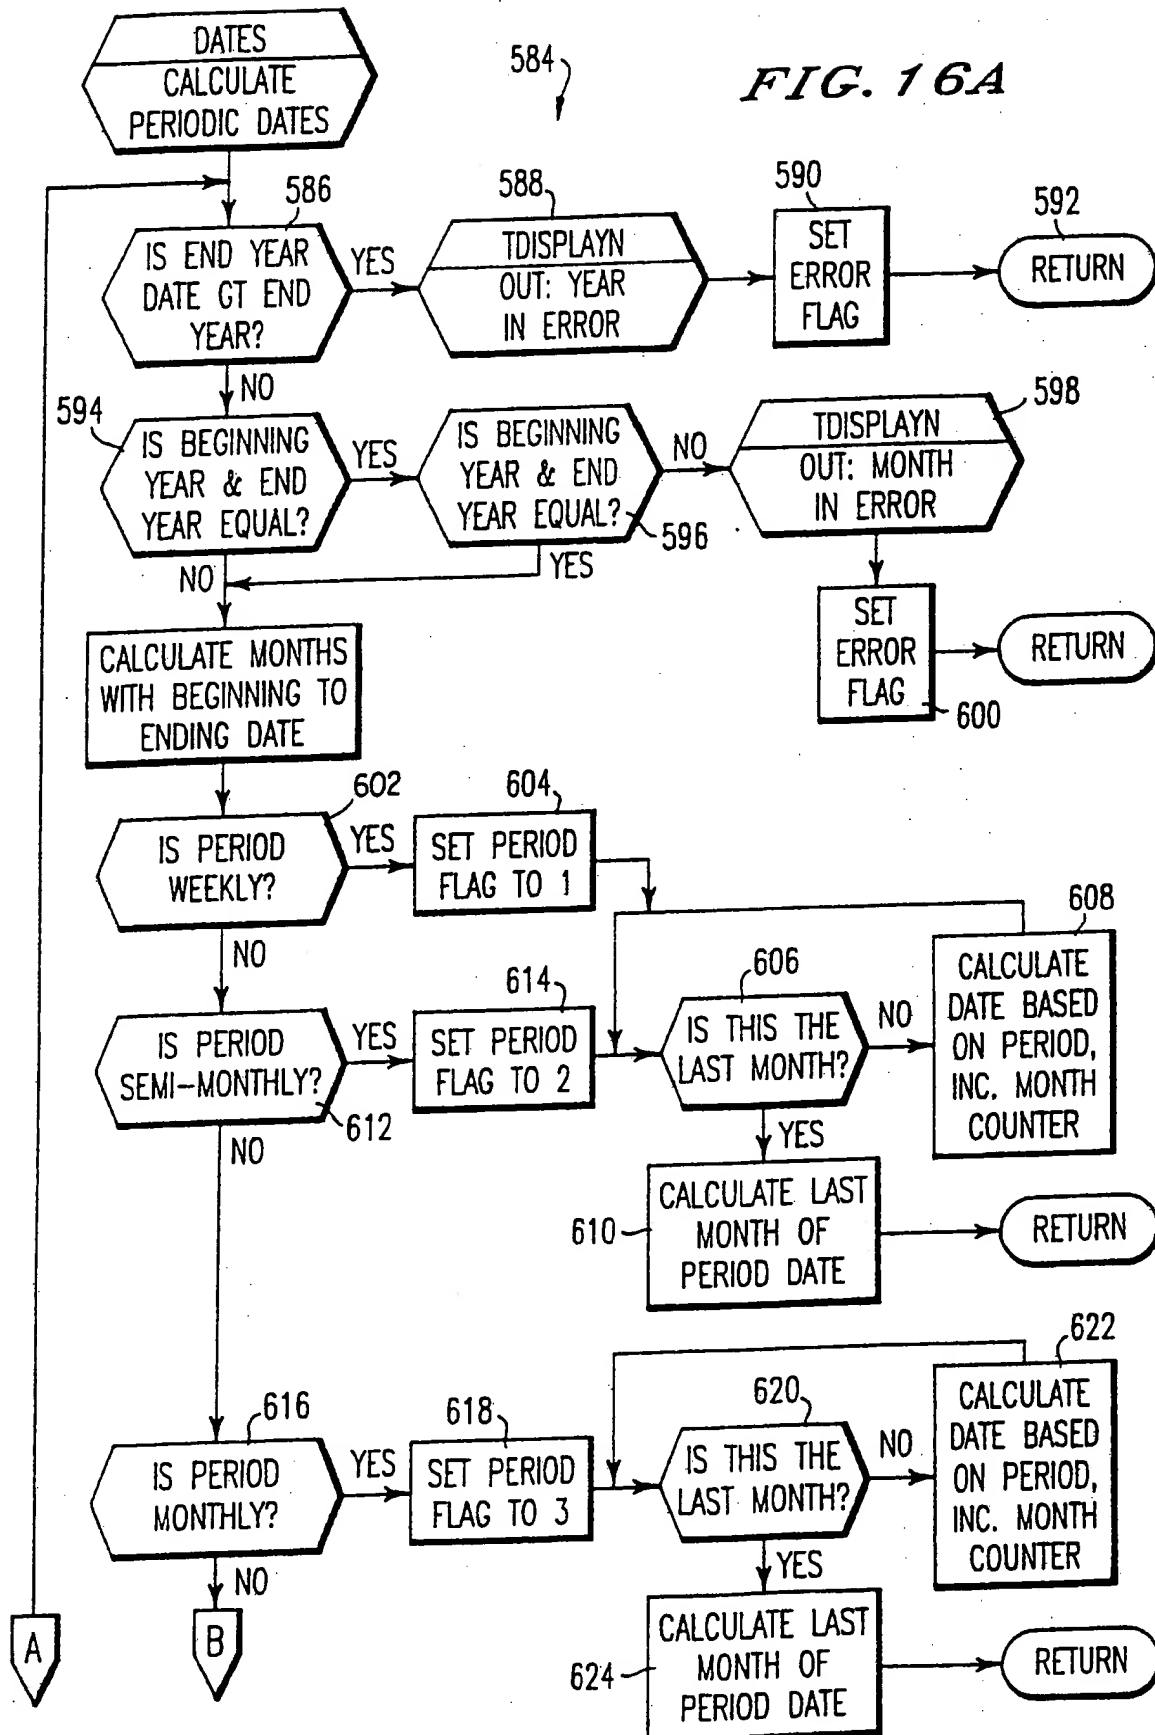 DATES
CALCULATE
PERIODIC DATES
584
FIG. 16A
586
IS END YEAR
DATE GT END
YEAR?
YES
588
TDISPLAYN
OUT: YEAR
IN ERROR
590
SET
ERROR
FLAG
592
RETURN
NO
594
IS BEGINNING
YEAR & END
YEAR EQUAL?
YES
IS BEGINNING
YEAR & END
YEAR EQUAL?
596
NO
598
TDISPLAYN
OUT: MONTH
IN ERROR
NO
YES
SET
ERROR
FLAG
600
RETURN
CALCULATE MONTHS
WITH BEGINNING TO
ENDING DATE
602
IS PERIOD
WEEKLY?
YES
604
SET PERIOD
FLAG TO 1
NO
606
608
CALCULATE
DATE BASED
ON PERIOD,
INC. MONTH
COUNTER
IS PERIOD
SEMI-MONTHLY?
612
YES
614
SET PERIOD
FLAG TO 2
IS THIS THE
LAST MONTH?
NO
NO
YES
610
CALCULATE LAST
MONTH OF
PERIOD DATE
RETURN
616
IS PERIOD
MONTHLY?
YES
618
SET PERIOD
FLAG TO 3
620
IS THIS THE
LAST MONTH?
NO
622
CALCULATE
DATE BASED
ON PERIOD,
INC. MONTH
COUNTER
NO
YES
A
B
624
CALCULATE LAST
MONTH OF
PERIOD DATE
RETURN